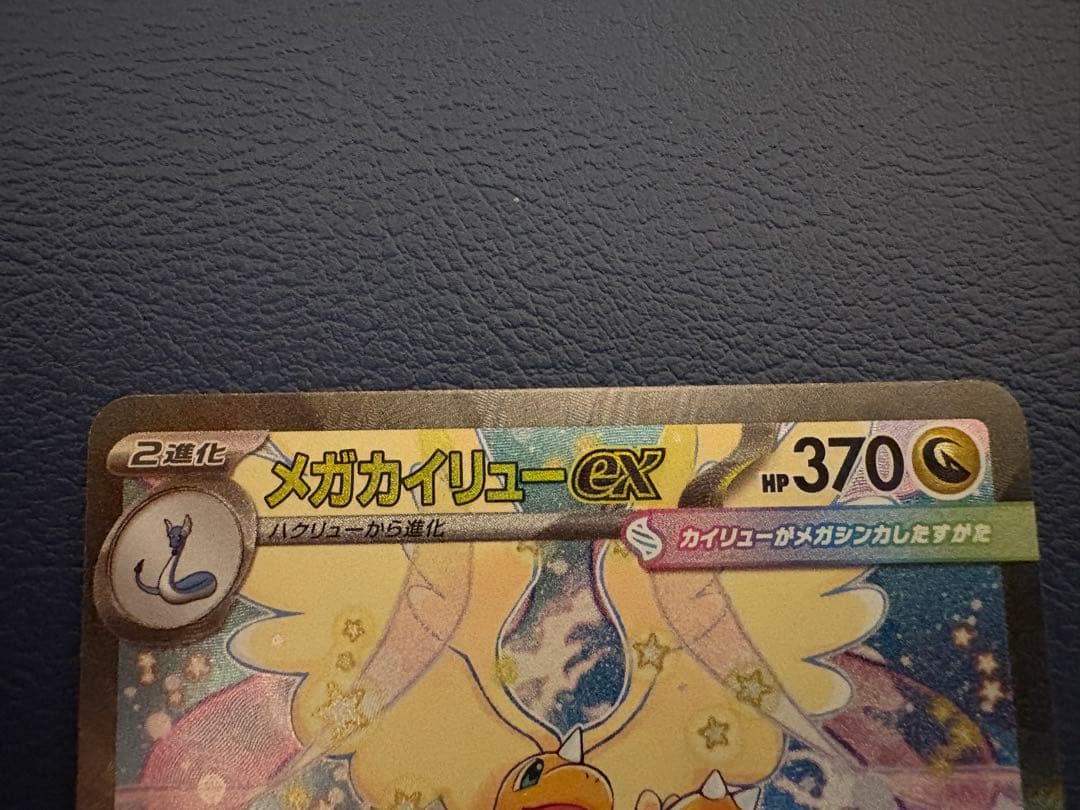 2進化
メガカイリューex
HP370
ハクリューから進化
カイリューがメガシンカしたすがた